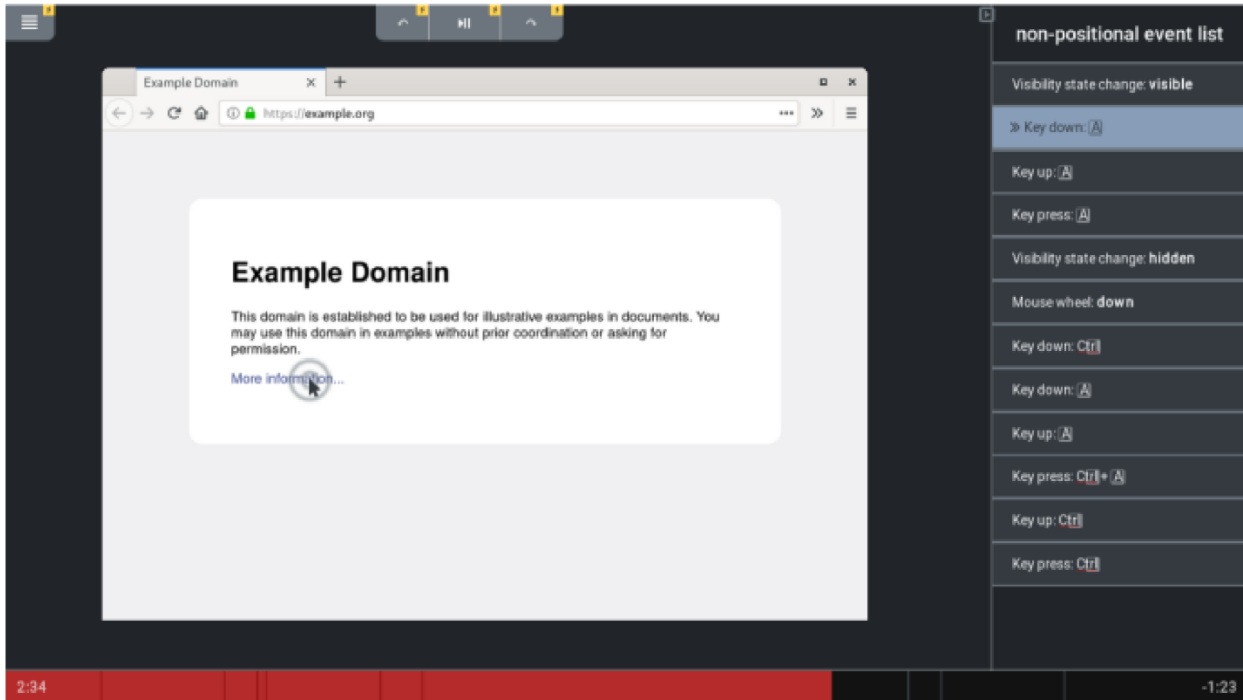 non-positional event list
Example Domain
https://example.org
Visibility state change: visible
» Key down: A
Key up: A
Key press: A
Visibility state change: hidden
Mouse wheel: down
Key down: Ctrl
Key down: A
Key up: A
Key press: Ctrl + A
Key up: Ctrl
Key press: Ctrl
Example Domain
This domain is established to be used for illustrative examples in documents. You
may use this domain in examples without prior coordination or asking for
permission.
More information...
2:34
-1:23